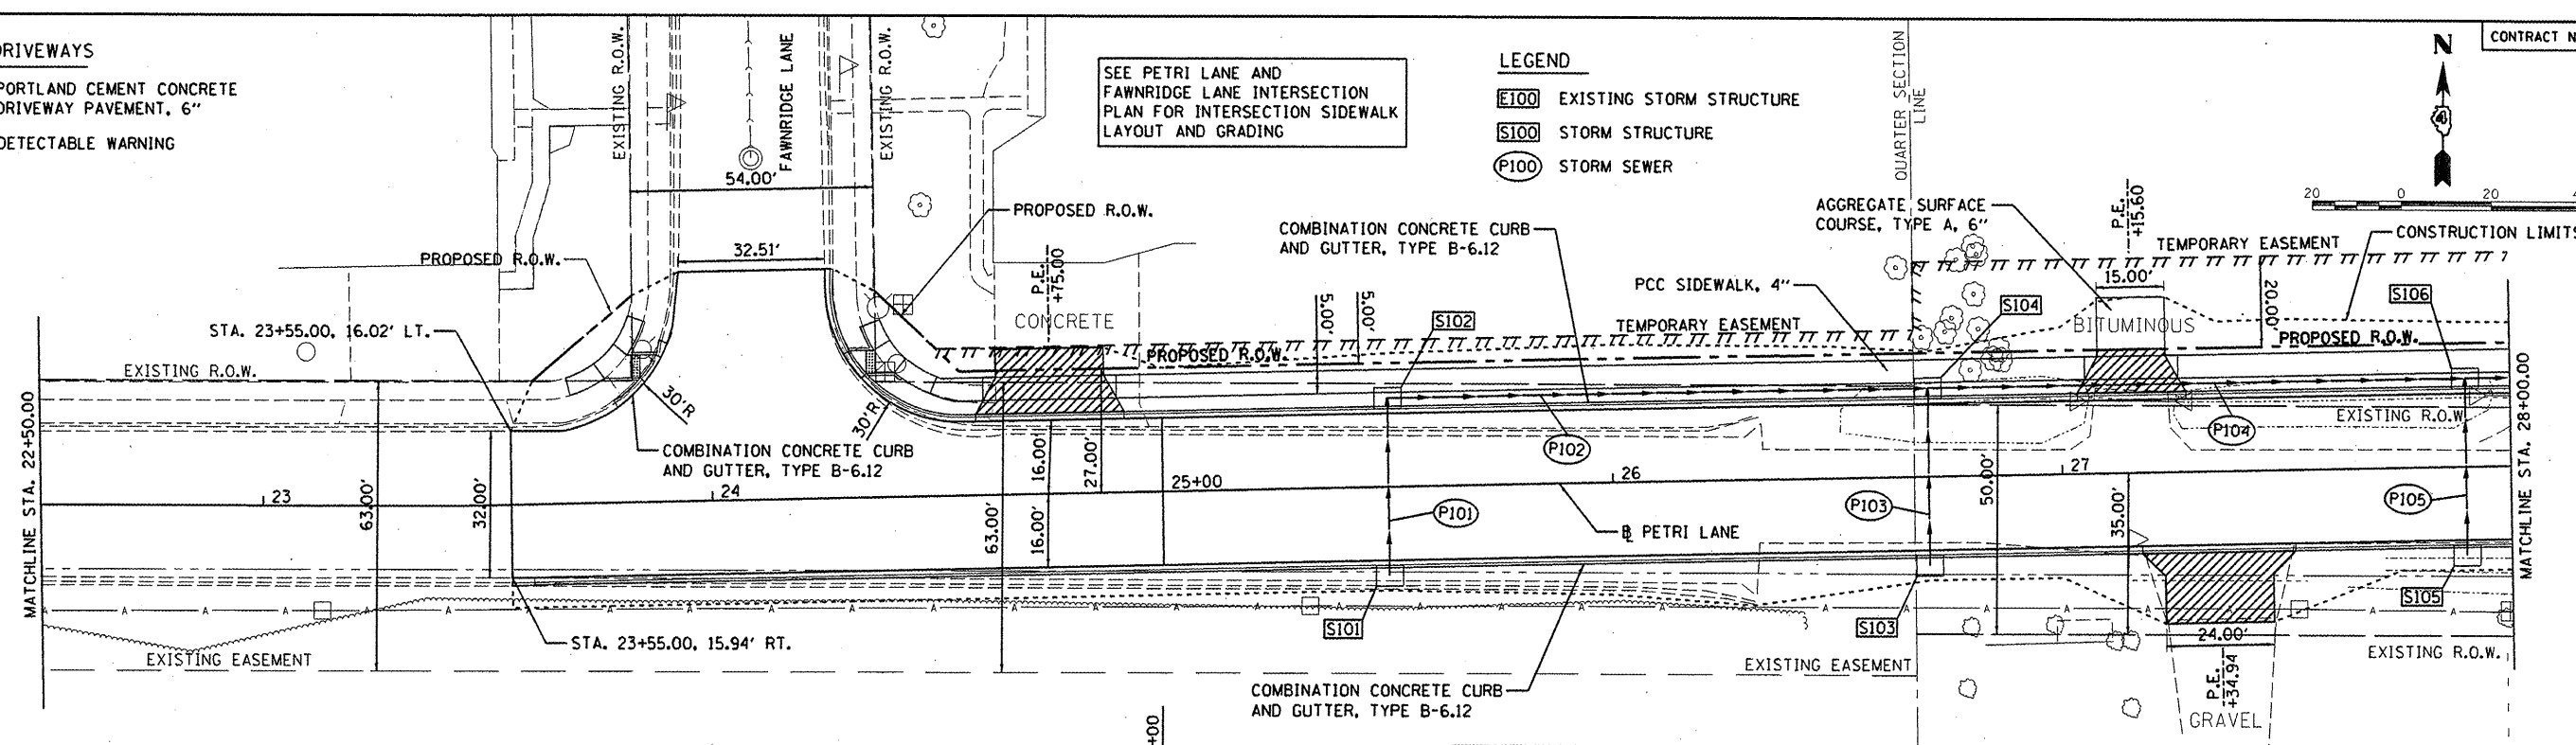 DRIVEWAYS
PORTLAND CEMENT CONCRETE
DRIVEWAY PAVEMENT, 6"
DETECTABLE WARNING
EXISTING R.O.W.
FAWNRIDGE LANE
EXISTING R.O.W.
54.00'
32.51'
SEE PETRI LANE AND
FAWNRIDGE LANE INTERSECTION
PLAN FOR INTERSECTION SIDEWALK
LAYOUT AND GRADING
LEGEND
E100 EXISTING STORM STRUCTURE
S100 STORM STRUCTURE
P100 STORM SEWER
QUARTER SECTION
LINE
N
4
CONTRACT N
20 0 20
PROPOSED R.O.W.
PROPOSED R.O.W.
STA. 23+55.00, 16.02' LT.
EXISTING R.O.W.
P.E.
+75.00
CONCRETE
COMBINATION CONCRETE CURB
AND GUTTER, TYPE B-6.12
5.00'
5.00'
S102
PROPOSED R.O.W.
TEMPORARY EASEMENT
PCC SIDEWALK, 4"
AGGREGATE SURFACE
COURSE, TYPE A, 6"
P.E.
+15.60
TEMPORARY EASEMENT
CONSTRUCTION LIMITS
15.00'
S104
BITUMINOUS
20.00'
S106
PROPOSED R.O.W.
EXISTING R.O.W.
30'R
30'R
COMBINATION CONCRETE CURB
AND GUTTER, TYPE B-6.12
MATCHLINE STA. 22+50.00
23
63.00'
32.00'
24
63.00'
16.00'
16.00'
27.00'
25+00
P101
P102
26
℄ PETRI LANE
P103
50.00'
27
35.00'
P104
P105
MATCHLINE STA. 28+00.00
STA. 23+55.00, 15.94' RT.
EXISTING EASEMENT
A A A A A A A A A A A A A A A
S101
S103
S105
COMBINATION CONCRETE CURB
AND GUTTER, TYPE B-6.12
EXISTING EASEMENT
24.00'
P.E.
+34.94
GRAVEL
EXISTING R.O.W.
+00